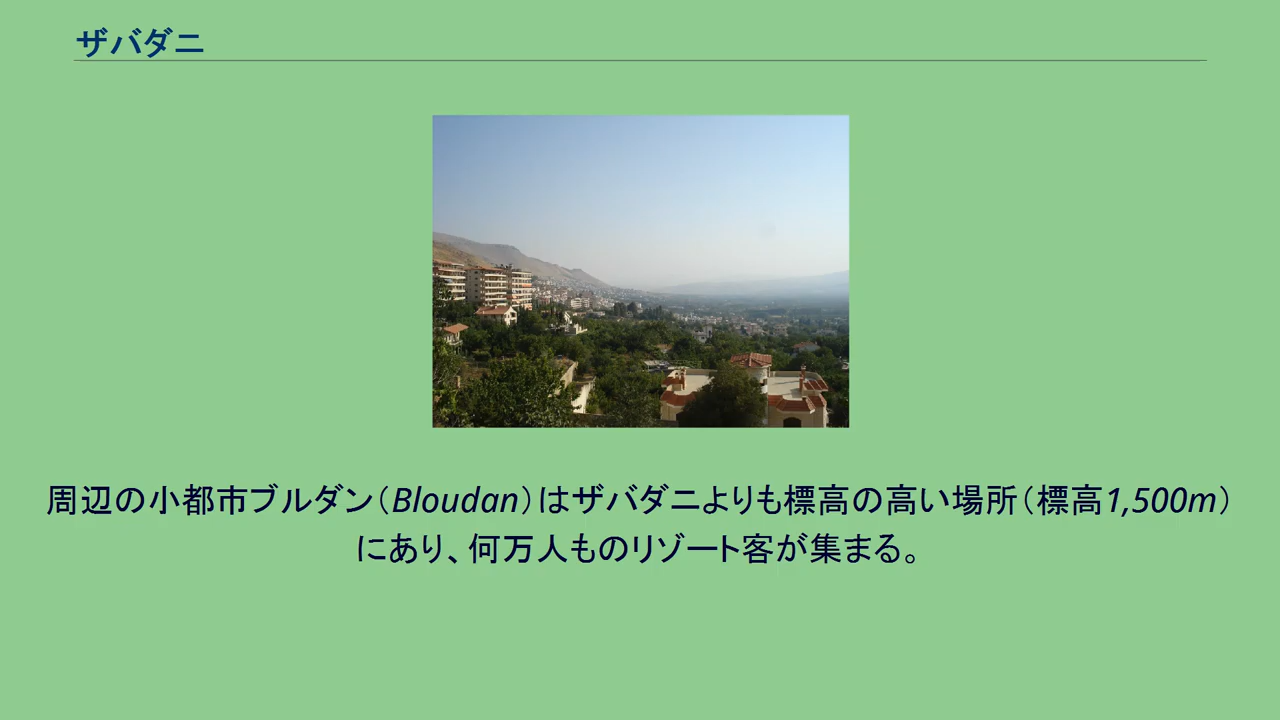 ザバダニ
周辺の小都市ブルダン（Bloudan）はザバダニよりも標高の高い場所（標高1,500m）
にあり、何万人ものリゾート客が集まる。